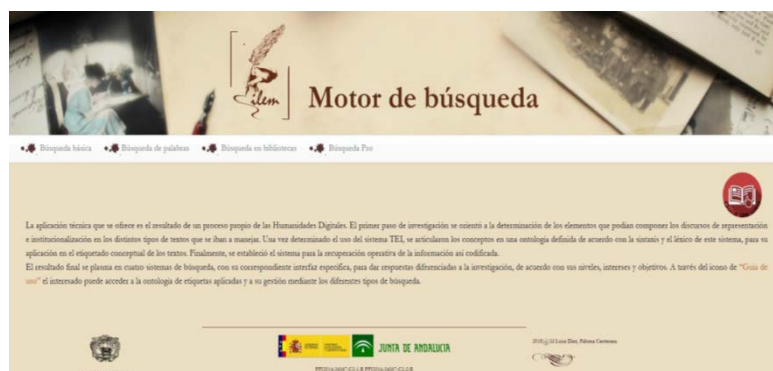 Silem
Motor de búsqueda
Búsqueda básica Búsqueda de palabras Búsqueda en bibliotecas Búsqueda Pro
La aplicación técnica que se ofrece es el resultado de un proceso propio de las Humanidades Digitales. El primer paso de investigación se orientó a la determinación de los elementos que podían componer los discursos de representación
e institucionalización en los distintos tipos de textos que se iban a manejar. Una vez determinado el uso del sistema TEI, se articularon los conceptos en una ontología definida de acuerdo con la sintaxis y el léxico de este sistema, para su
aplicación en el etiquetado conceptual de los textos. Finalmente, se estableció el sistema para la recuperación operativa de la información así codificada.
El resultado final se plasma en cuatro sistemas de búsqueda, con su correspondiente interfaz específica, para dar respuestas diferenciadas a la investigación, de acuerdo con sus niveles, intereses y objetivos. A través del icono de "Guía de
uso" el interesado puede acceder a la ontología de etiquetas aplicadas y a su gestión mediante los diferentes tipos de búsqueda.
JUNTA DE ANDALUCIA